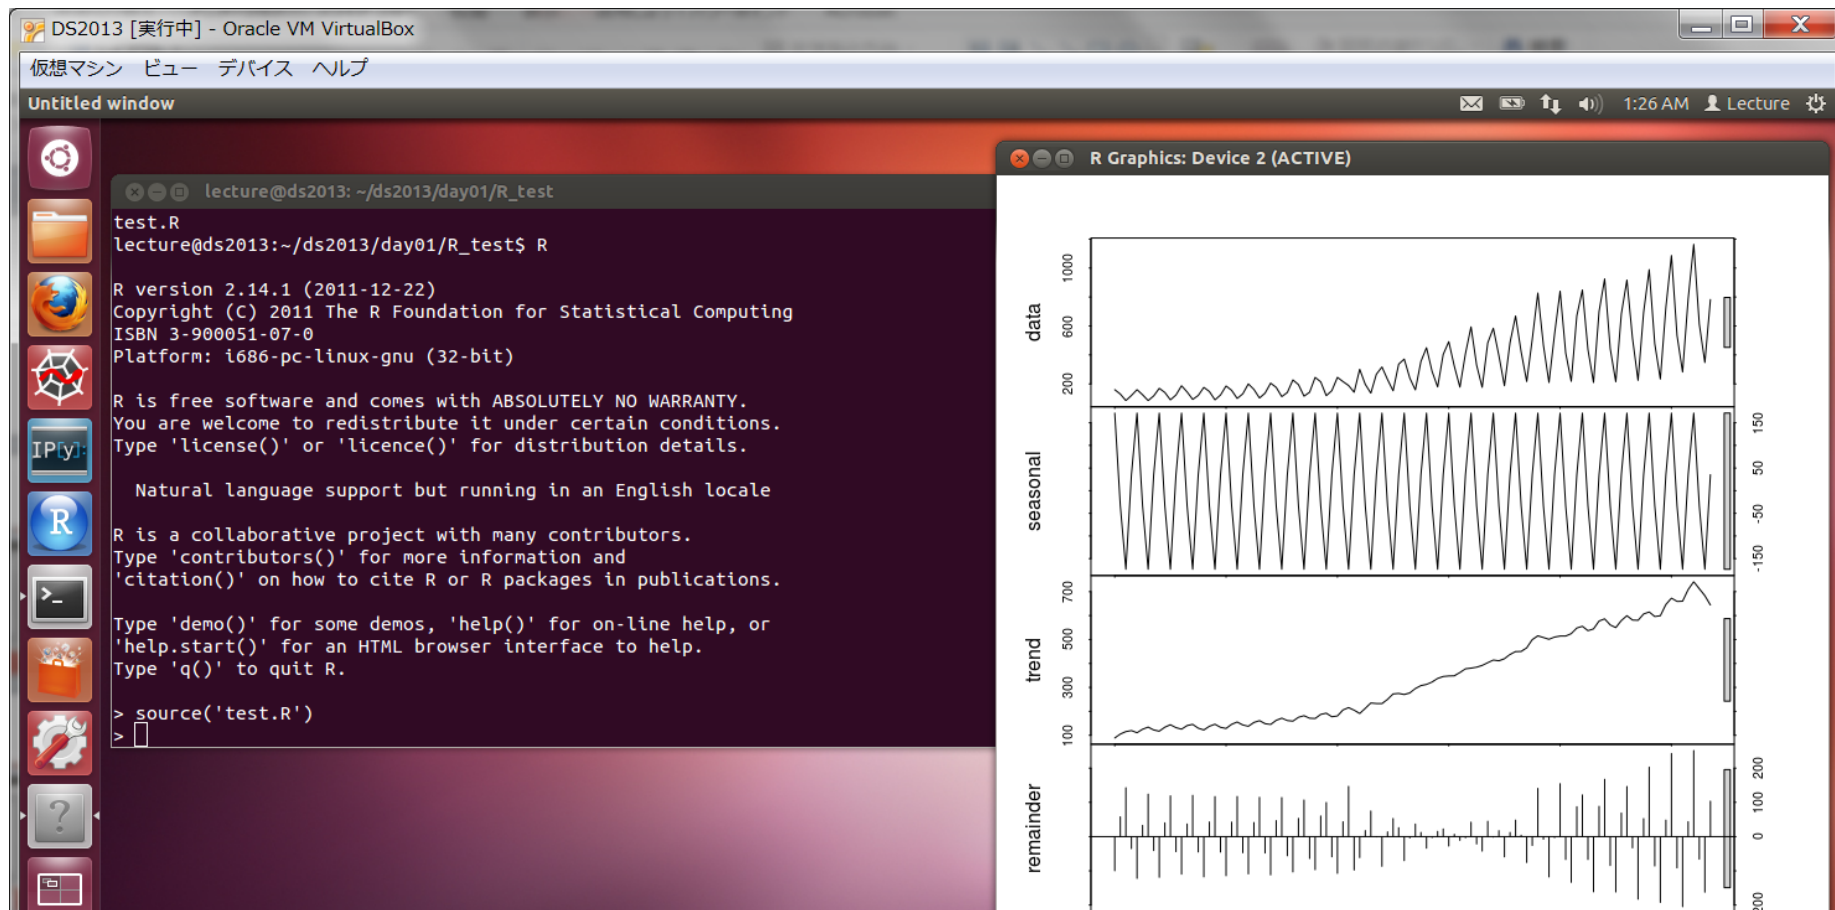 DS2013 [実行中] - Oracle VM VirtualBox
仮想マシン ビュー デバイス ヘルプ
Untitled window
1:26 AM Lecture
R Graphics: Device 2 (ACTIVE)
lecture@ds2013: ~/ds2013/day01/R_test
test.R
lecture@ds2013:~/ds2013/day01/R_test$ R
R version 2.14.1 (2011-12-22)
Copyright (C) 2011 The R Foundation for Statistical Computing
ISBN 3-900051-07-0
Platform: i686-pc-linux-gnu (32-bit)
R is free software and comes with ABSOLUTELY NO WARRANTY.
You are welcome to redistribute it under certain conditions.
Type 'license()' or 'licence()' for distribution details.
Natural language support but running in an English locale
R is a collaborative project with many contributors.
Type 'contributors()' for more information and
'citation()' on how to cite R or R packages in publications.
Type 'demo()' for some demos, 'help()' for on-line help, or
'help.start()' for an HTML browser interface to help.
Type 'q()' to quit R.
> source('test.R')
>
IP[y]:
R
>_
?
data
200 600 1000
seasonal
-150 -50 50 150
trend
100 300 500 700
remainder
200 0 100 200